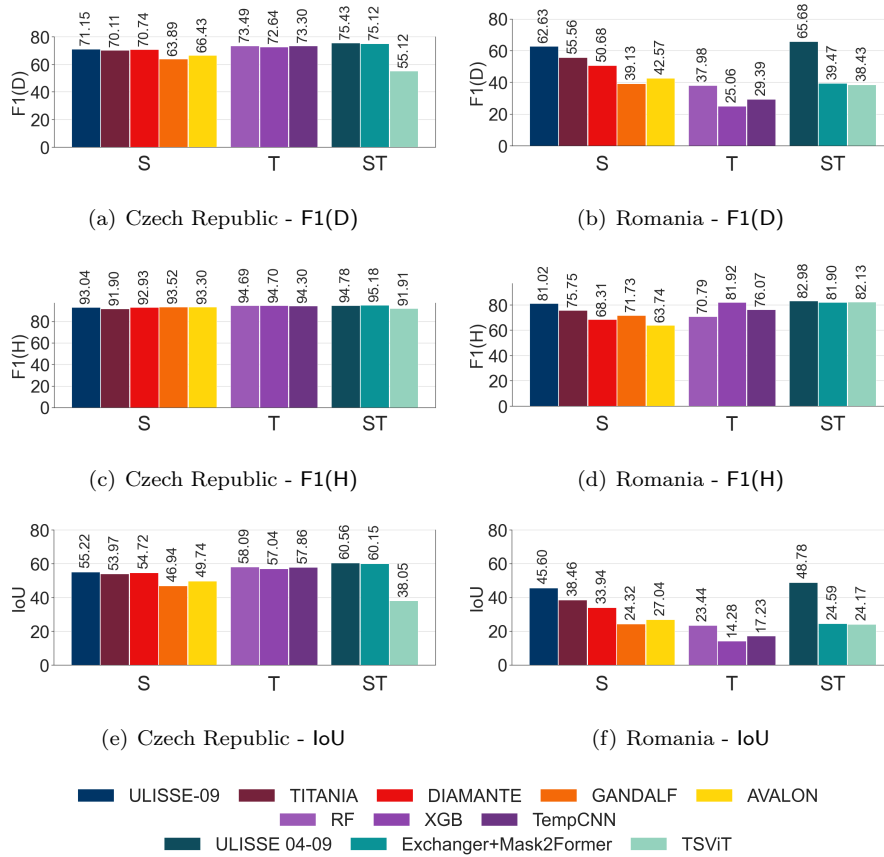 71.15 70.11 70.74 63.89 66.43 73.49 72.64 73.30 75.43 75.12 55.12
F1(D)
80
60
40
20
0
S T ST
(a) Czech Republic - F1(D)
62.63 55.56 50.68 39.13 42.57 37.98 25.06 29.39 65.68 39.47 38.43
F1(D)
80
60
40
20
0
S T ST
(b) Romania - F1(D)
93.04 91.90 92.93 93.52 93.30 94.69 94.70 94.30 94.78 95.18 91.91
F1(H)
80
60
40
20
0
S T ST
(c) Czech Republic - F1(H)
81.02 75.75 68.31 71.73 63.74 70.79 81.92 76.07 82.98 81.90 82.13
F1(H)
80
60
40
20
0
S T ST
(d) Romania - F1(H)
55.22 53.97 54.72 46.94 49.74 58.09 57.04 57.86 60.56 60.15 38.05
IoU
80
60
40
20
0
S T ST
(e) Czech Republic - IoU
45.60 38.46 33.94 24.32 27.04 23.44 14.28 17.23 48.78 24.59 24.17
IoU
80
60
40
20
0
S T ST
(f) Romania - IoU
ULISSE-09 TITANIA DIAMANTE GANDALF AVALON
RF XGB TempCNN
ULISSE 04-09 Exchanger+Mask2Former TSViT